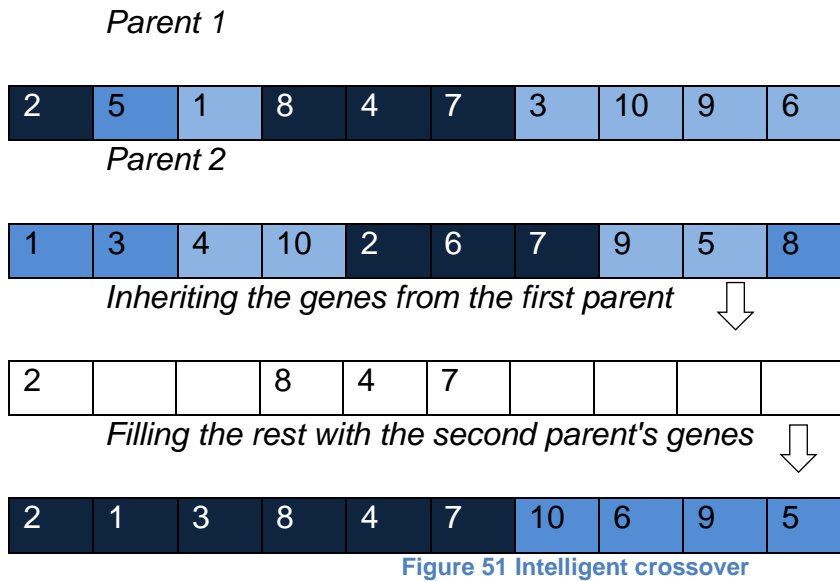 Parent 1
2 5 1 8 4 7 3 10 9 6
Parent 2
1 3 4 10 2 6 7 9 5 8
Inheriting the genes from the first parent
2 8 4 7
Filling the rest with the second parent's genes
2 1 3 8 4 7 10 6 9 5
Figure 51 Intelligent crossover